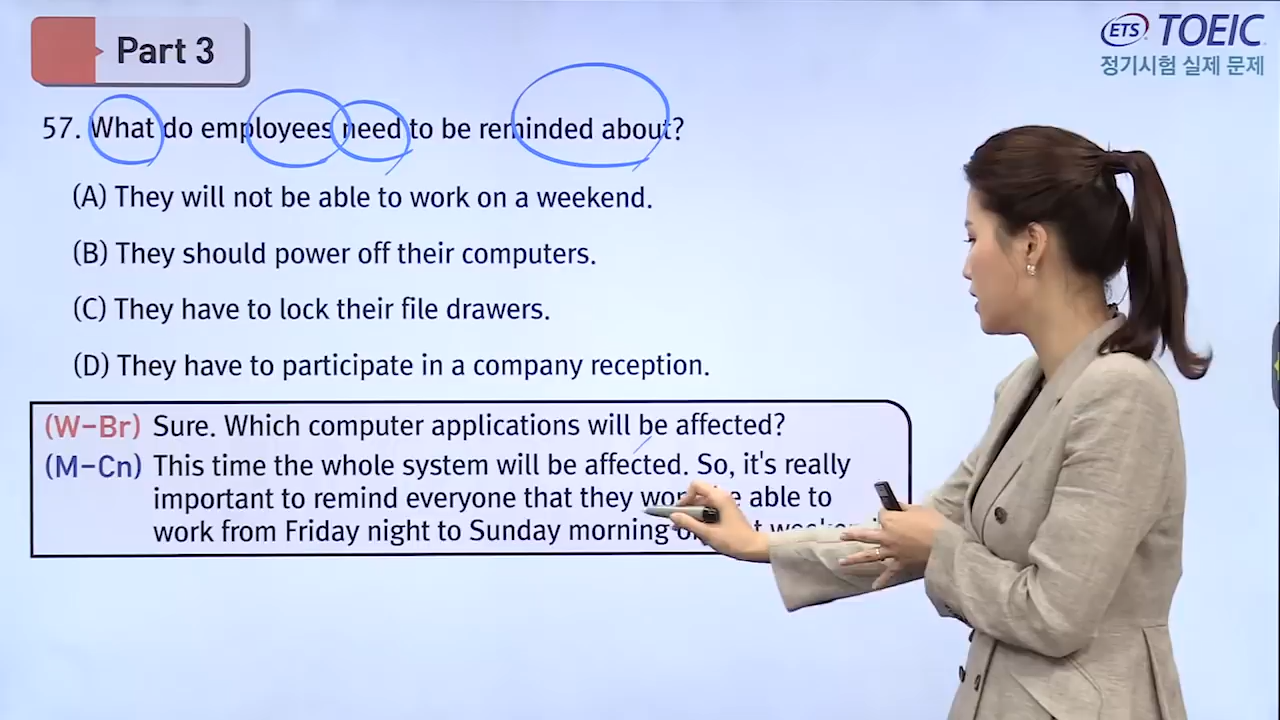 Part 3
ETS TOEIC
정기시험 실제 문제
57. What do employees need to be reminded about?
(A) They will not be able to work on a weekend.
(B) They should power off their computers.
(C) They have to lock their file drawers.
(D) They have to participate in a company reception.
(W-Br) Sure. Which computer applications will be affected?
(M-Cn) This time the whole system will be affected. So, it's really
important to remind everyone that they able to
work from Friday night to Sunday morning